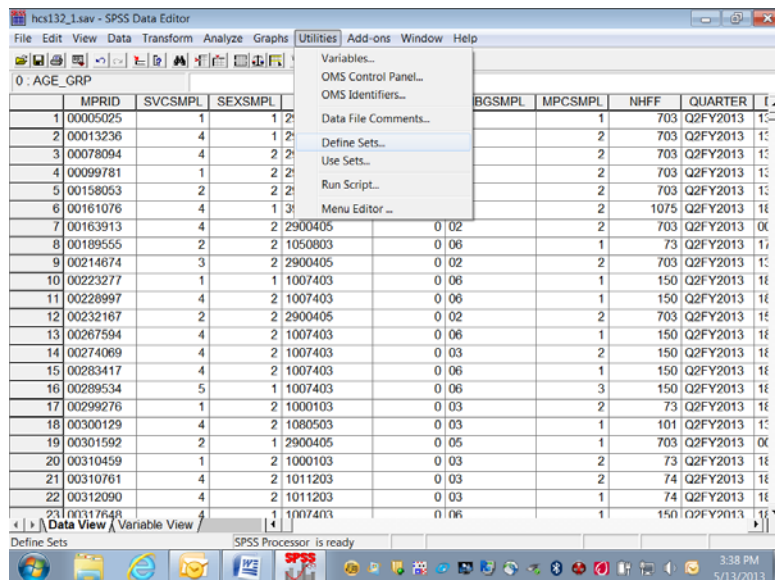 hcs132_1.sav - SPSS Data Editor
File Edit View Data Transform Analyze Graphs Utilities Add-ons Window Help
0 : AGE_GRP
Variables...
OMS Control Panel...
OMS Identifiers...
Data File Comments...
Define Sets...
Use Sets...
Run Script...
Menu Editor ...
MPRID SVCSMPL SEXSMPL BGSMPL MPCSMPL NHFF QUARTER
1 00005025 1 1 1 703 Q2FY2013
2 00013236 4 1 2 703 Q2FY2013
3 00078094 4 2 2 703 Q2FY2013
4 00099781 1 2 2 703 Q2FY2013
5 00158053 2 2 2 703 Q2FY2013
6 00161076 4 1 2 1075 Q2FY2013
7 00163913 4 2 2900405 0 02 2 703 Q2FY2013
8 00189555 2 2 1050803 0 06 1 73 Q2FY2013
9 00214674 3 2 2900405 0 02 2 703 Q2FY2013
10 00223277 1 1 1007403 0 06 1 150 Q2FY2013
11 00228997 4 2 1007403 0 06 1 150 Q2FY2013
12 00232167 2 2 2900405 0 02 2 703 Q2FY2013
13 00267594 4 2 1007403 0 06 1 150 Q2FY2013
14 00274069 4 2 1007403 0 03 2 150 Q2FY2013
15 00283417 4 2 1007403 0 06 1 150 Q2FY2013
16 00289534 5 1 1007403 0 06 3 150 Q2FY2013
17 00299276 1 2 1000103 0 03 2 73 Q2FY2013
18 00300129 4 2 1080503 0 03 1 101 Q2FY2013
19 00301592 2 1 2900405 0 05 1 703 Q2FY2013
20 00310459 1 2 1000103 0 03 2 73 Q2FY2013
21 00310761 4 2 1011203 0 03 2 74 Q2FY2013
22 00312090 4 2 1011203 0 03 1 74 Q2FY2013
23 00317648 4 1 1007403 0 06 1 150 Q2FY2013
Data View Variable View
Define Sets SPSS Processor is ready
SPSS
3:38 PM
5/13/2013